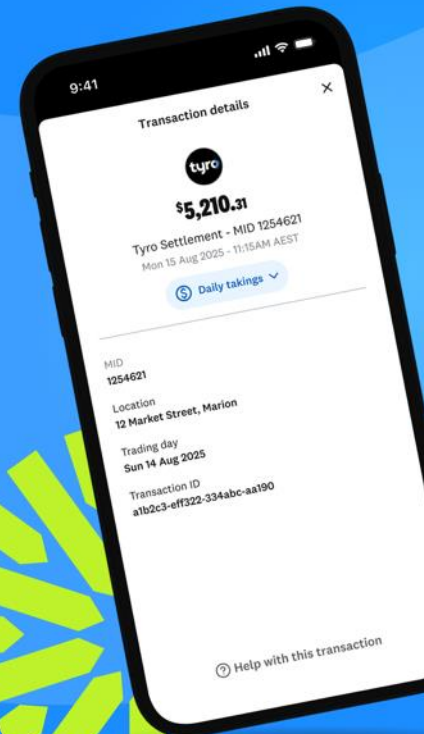 9:41
Transaction details
tyro
$5,210.31
Tyro Settlement - MID 1254621
Mon 15 Aug 2025 - 11:15AM AEST
Daily takings
MID
1254621
Location
12 Market Street, Marion
Trading day
Sun 14 Aug 2025
Transaction ID
a1b2c3-eff322-334abc-aa190
Help with this transaction